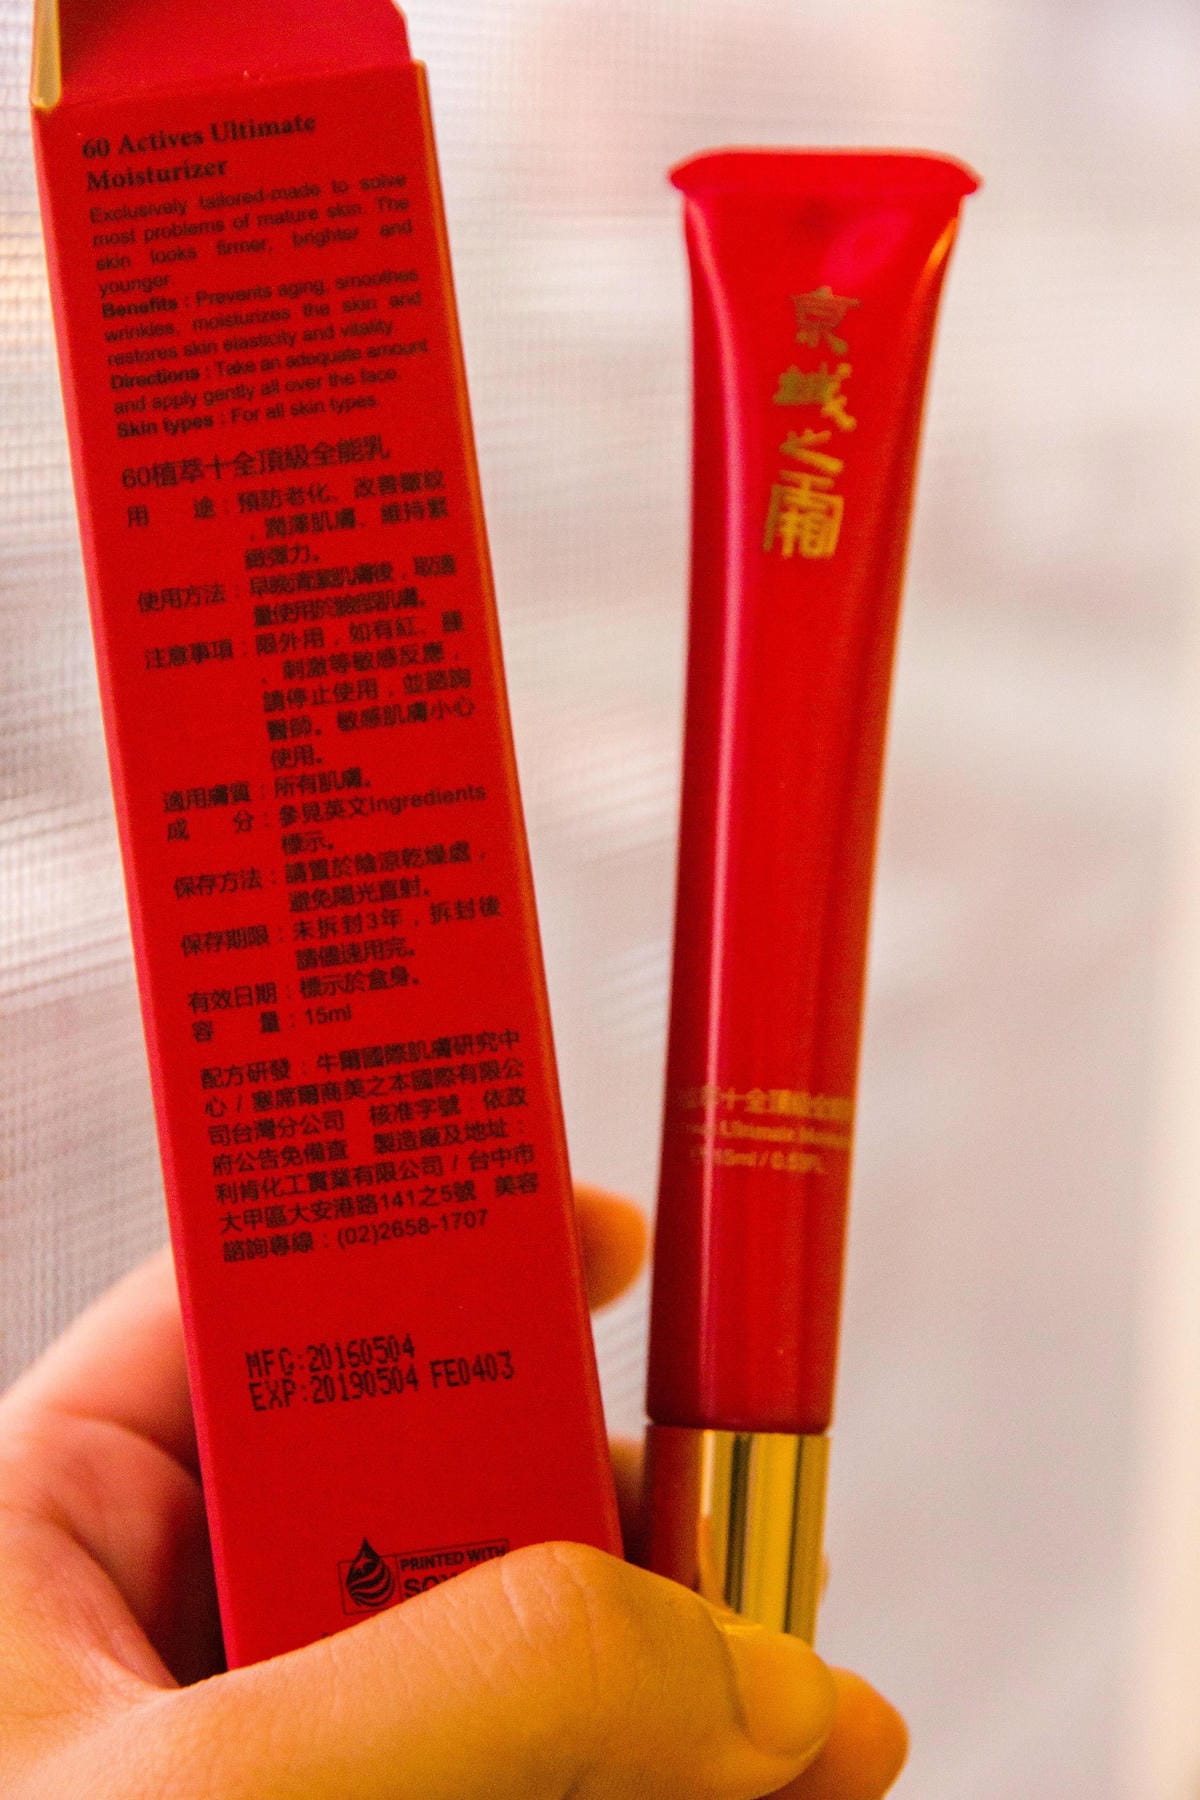 60 Actives Ultimate
Moisturizer
Exclusively tailored-made to solve
most problems of mature skin. The
skin looks firmer, brighter and
younger.
Benefits : Prevents aging, smoothes
wrinkles, moisturizes the skin and
restores skin elasticity and vitality
Directions : Take an adequate amount
and apply gently all over the face.
Skin types : For all skin types.
60植萃十全頂級全能乳
用 途：預防老化、改善皺紋
，潤澤肌膚、維持緊
緻彈力。
使用方法：早晚清潔肌膚後，取適
量使用於臉部肌膚。
注意事項：限外用，如有紅、腫
、刺激等敏感反應，
請停止使用，並諮詢
醫師。敏感肌膚小心
使用。
適用膚質：所有肌膚。
成 分：參見英文Ingredients
標示。
保存方法：請置於陰涼乾燥處，
避免陽光直射。
保存期限：未拆封3年，拆封後
請儘速用完。
有效日期：標示於盒身。
容 量：15ml
配方研發：牛爾國際肌膚研究中
心 / 塞席爾商美之本國際有限公
司台灣分公司 核准字號：依政
府公告免備查 製造廠及地址：
利肯化工實業有限公司 / 台中市
大甲區大安港路141之5號 美容
諮詢專線：(02)2658-1707
MFG:20160504
EXP:20190504 FE0403
PRINTED WITH
京城之霜
十全頂級全
Ultimate
15ml /